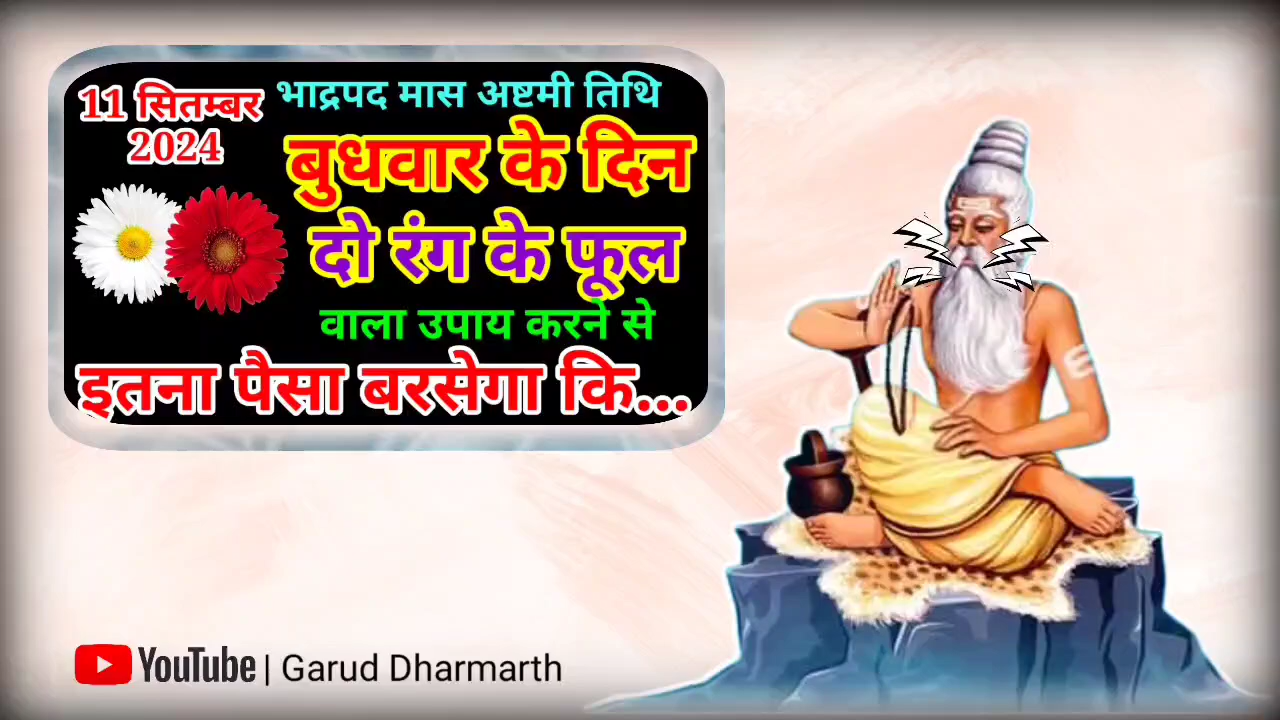 11 सितम्बर
2024
भाद्रपद मास अष्टमी तिथि
बुधवार के दिन
दो रंग के फूल
वाला उपाय करने से
इतना पैसा बरसेगा कि...
YouTube | Garud Dharmarth